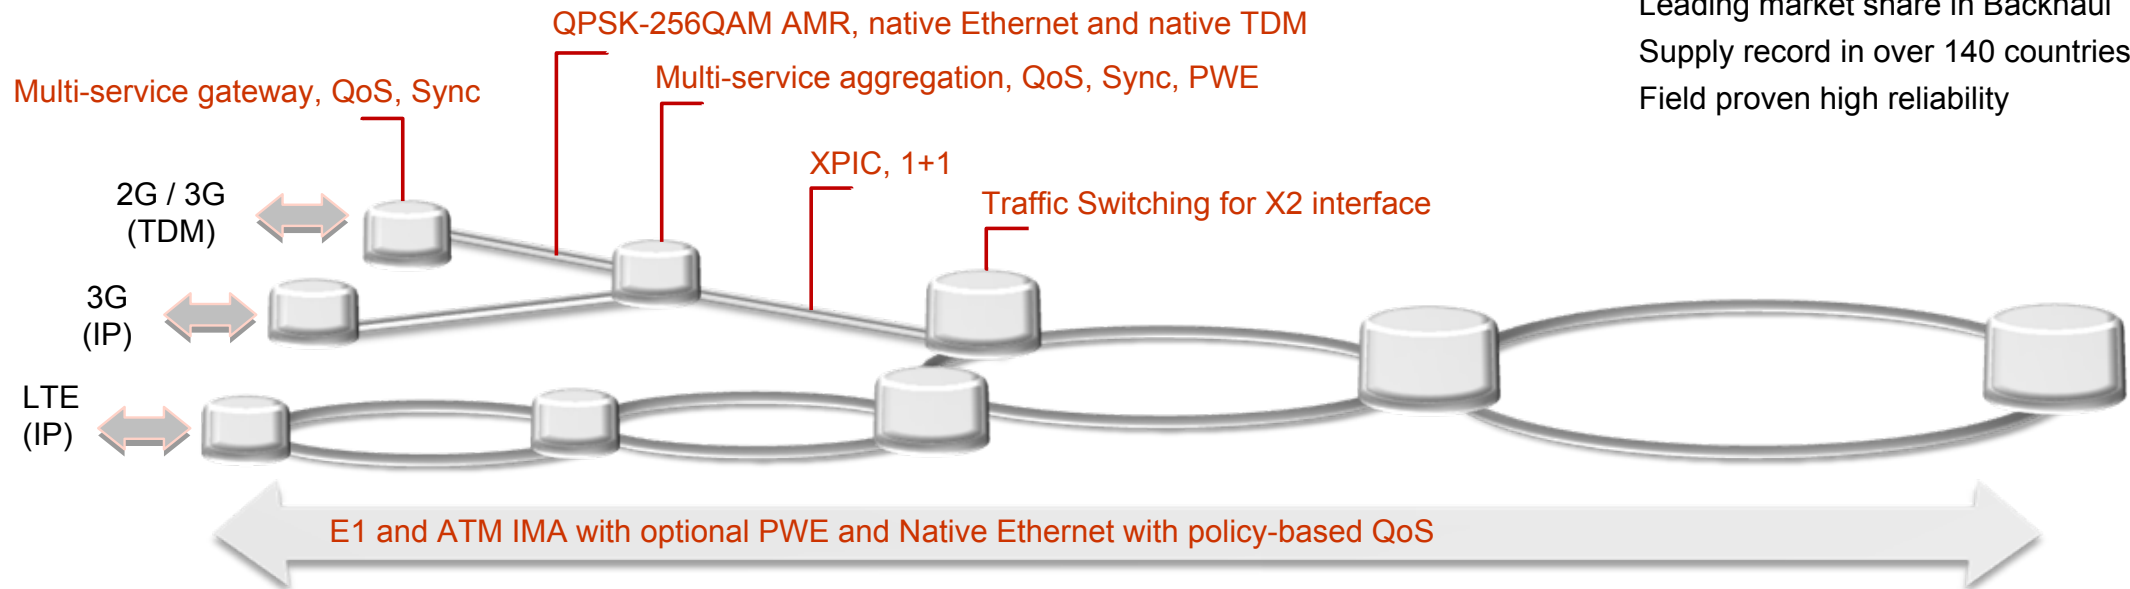 Leading market share in Backhaul
Supply record in over 140 countries
Field proven high reliability
QPSK-256QAM AMR, native Ethernet and native TDM
Multi-service aggregation, QoS, Sync, PWE
Multi-service gateway, QoS, Sync
XPIC, 1+1
Traffic Switching for X2 interface
2G / 3G
(TDM)
3G
(IP)
LTE
(IP)
E1 and ATM IMA with optional PWE and Native Ethernet with policy-based QoS